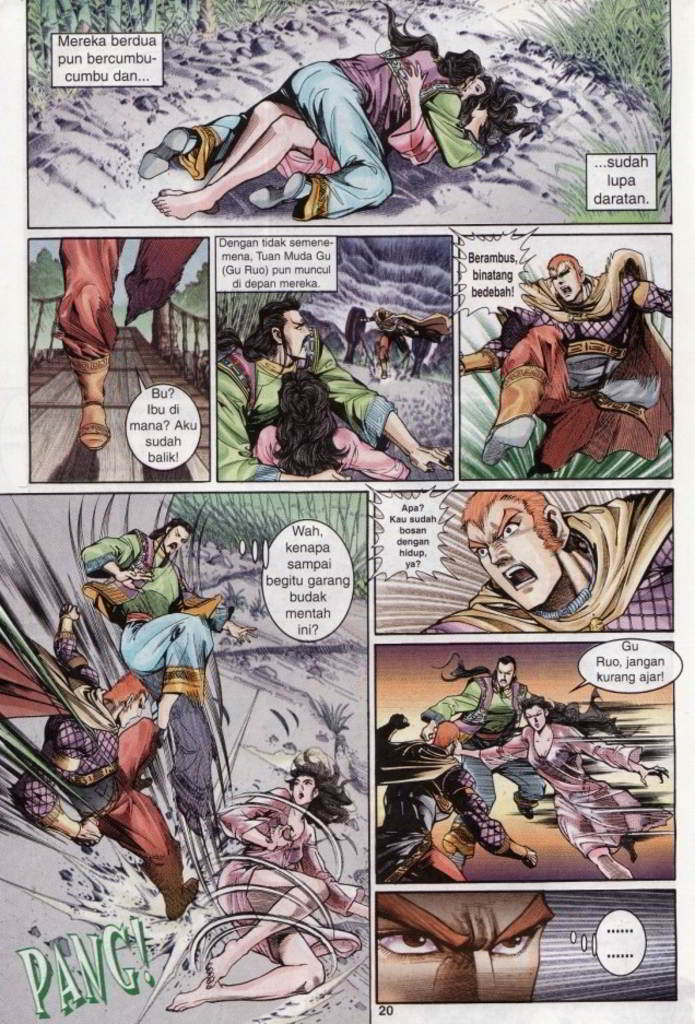 Mereka berdua
pun bercumbu-
cumbu dan...
...sudah
lupa
daratan.
Bu?
Ibu di
mana? Aku
sudah
balik!
Dengan tidak semene-
mena, Tuan Muda Gu
(Gu Ruo) pun muncul
di depan mereka.
Berambus,
binatang
bedebah!
Wah,
kenapa
sampai
begitu garang
budak
mentah
ini?
PANG!
Apa?
Kau sudah
bosan
dengan
hidup,
ya?
Gu
Ruo, jangan
kurang ajar!
......
......
20